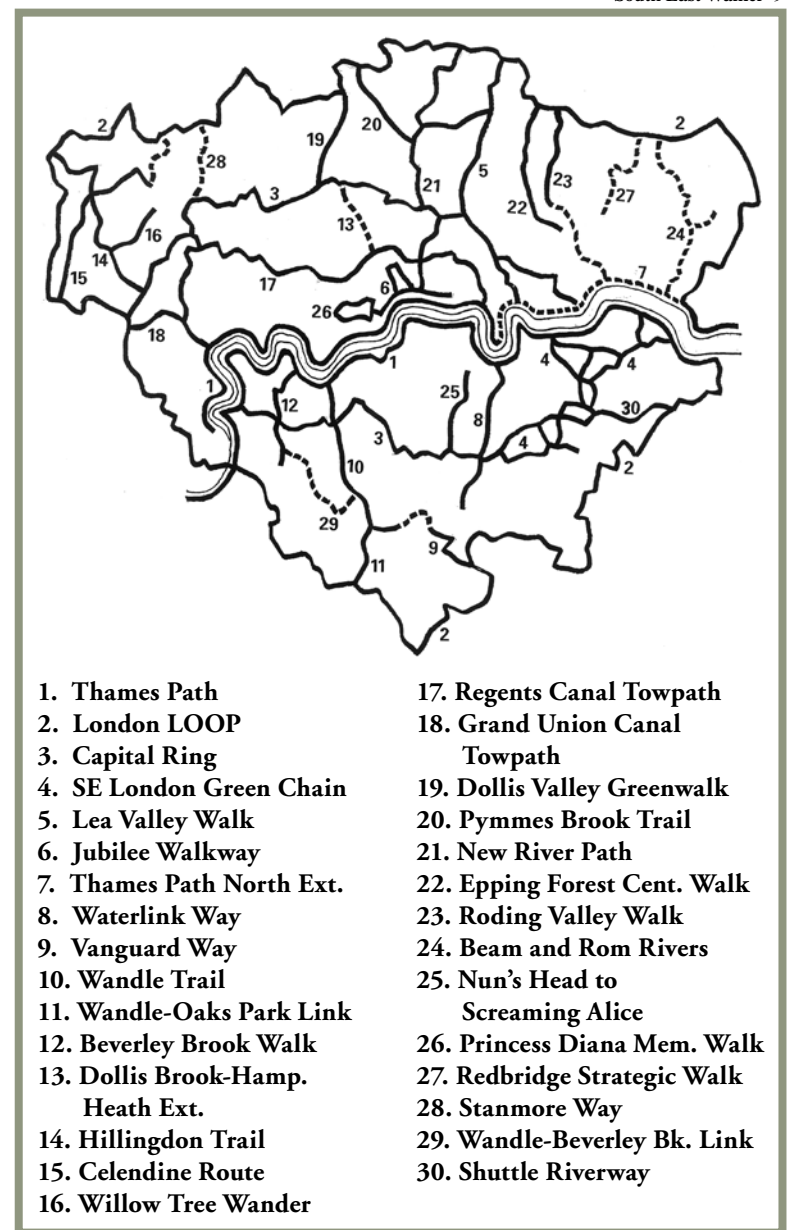 2
28
19
20
2
5
23
3
21
27
22
13
16
24
14
15
17
7
6
26
18
1
4
4
1
25
12
30
3
8
4
10
2
29
9
11
2
1. Thames Path
2. London LOOP
3. Capital Ring
4. SE London Green Chain
5. Lea Valley Walk
6. Jubilee Walkway
7. Thames Path North Ext.
8. Waterlink Way
9. Vanguard Way
10. Wandle Trail
11. Wandle-Oaks Park Link
12. Beverley Brook Walk
13. Dollis Brook-Hamp.
Heath Ext.
14. Hillingdon Trail
15. Celendine Route
16. Willow Tree Wander
17. Regents Canal Towpath
18. Grand Union Canal
Towpath
19. Dollis Valley Greenwalk
20. Pymmes Brook Trail
21. New River Path
22. Epping Forest Cent. Walk
23. Roding Valley Walk
24. Beam and Rom Rivers
25. Nun's Head to
Screaming Alice
26. Princess Diana Mem. Walk
27. Redbridge Strategic Walk
28. Stanmore Way
29. Wandle-Beverley Bk. Link
30. Shuttle Riverway